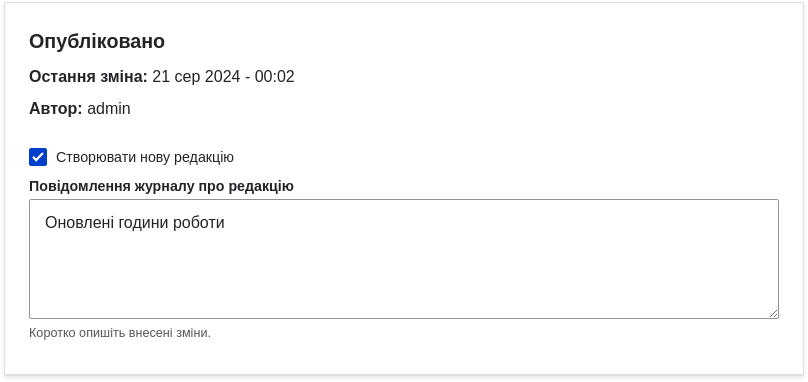 Опубліковано
Остання зміна: 21 сер 2024 - 00:02
Автор: admin
Створювати нову редакцію
Повідомлення журналу про редакцію
Оновлені години роботи
Коротко опишіть внесені зміни.